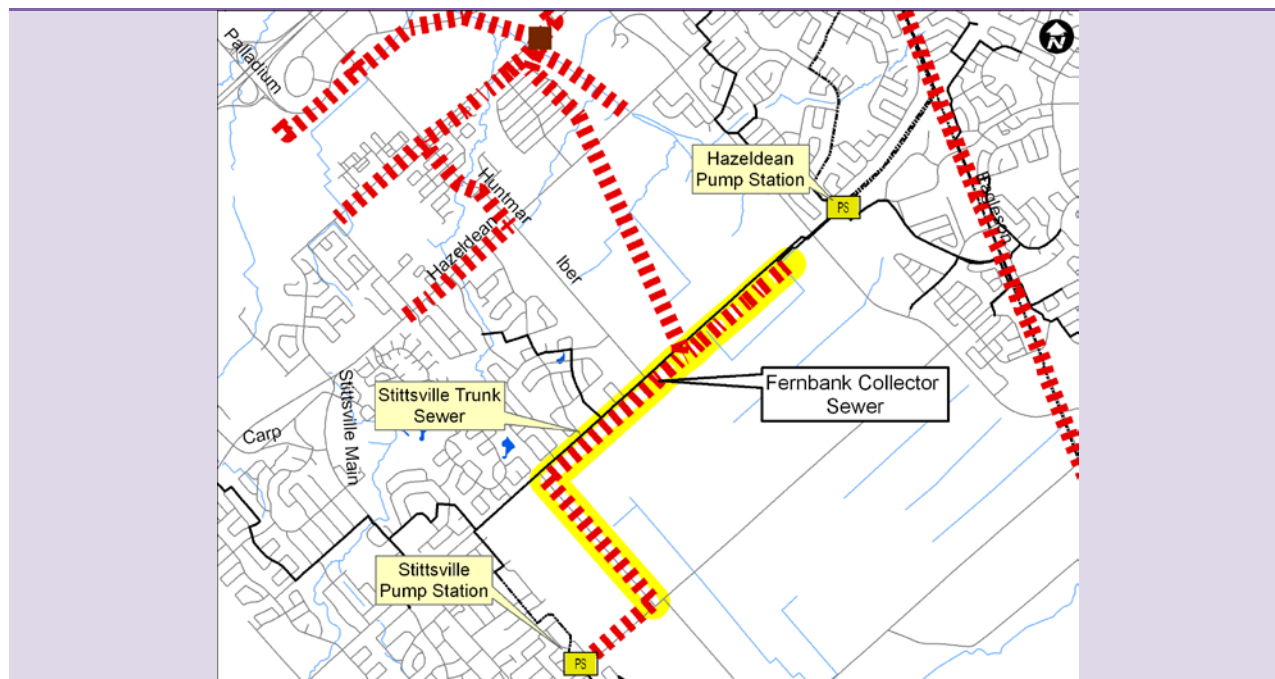 Palladium
N
Hazeldean
Pump Station
PS
Eagleson
Huntmar
Hazeldean
Iber
Fernbank Collector
Sewer
Stittsville Trunk
Sewer
Stittsville Main
Carp
Stittsville
Pump Station
PS